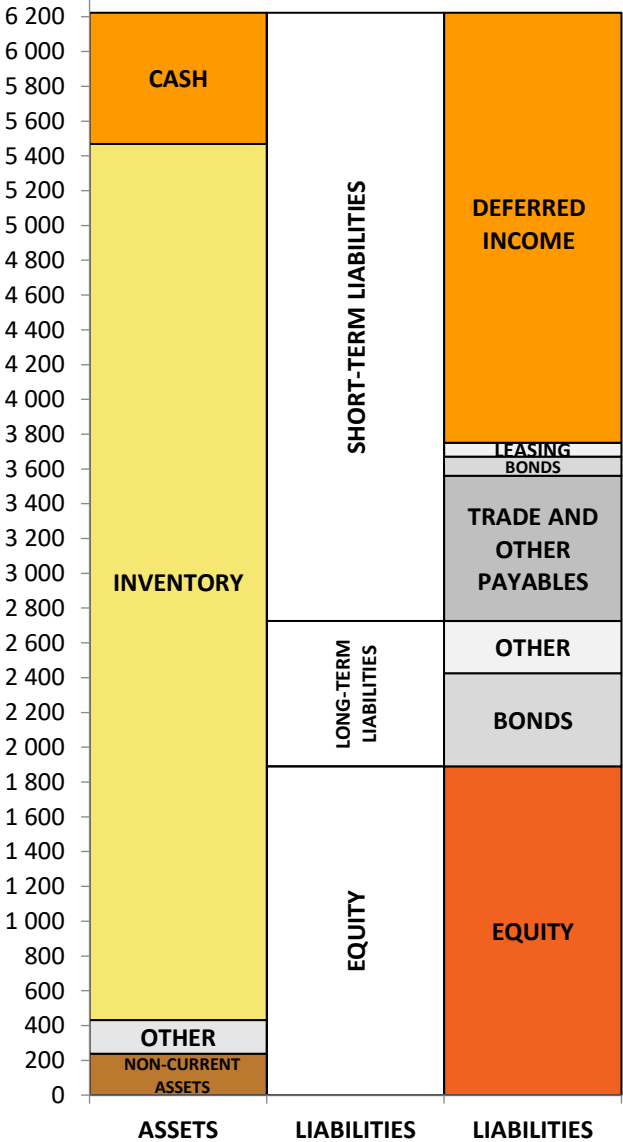 6 200
6 000
5 800
5 600
5 400
5 200
5 000
4 800
4 600
4 400
4 200
4 000
3 800
3 600
3 400
3 200
3 000
2 800
2 600
2 400
2 200
2 000
1 800
1 600
1 400
1 200
1 000
800
600
400
200
0
CASH
INVENTORY
OTHER
NON-CURRENT
ASSETS
SHORT-TERM LIABILITIES
LONG-TERM
LIABILITIES
EQUITY
DEFERRED
INCOME
LEASING
BONDS
TRADE AND
OTHER
PAYABLES
OTHER
BONDS
EQUITY
ASSETS
LIABILITIES
LIABILITIES